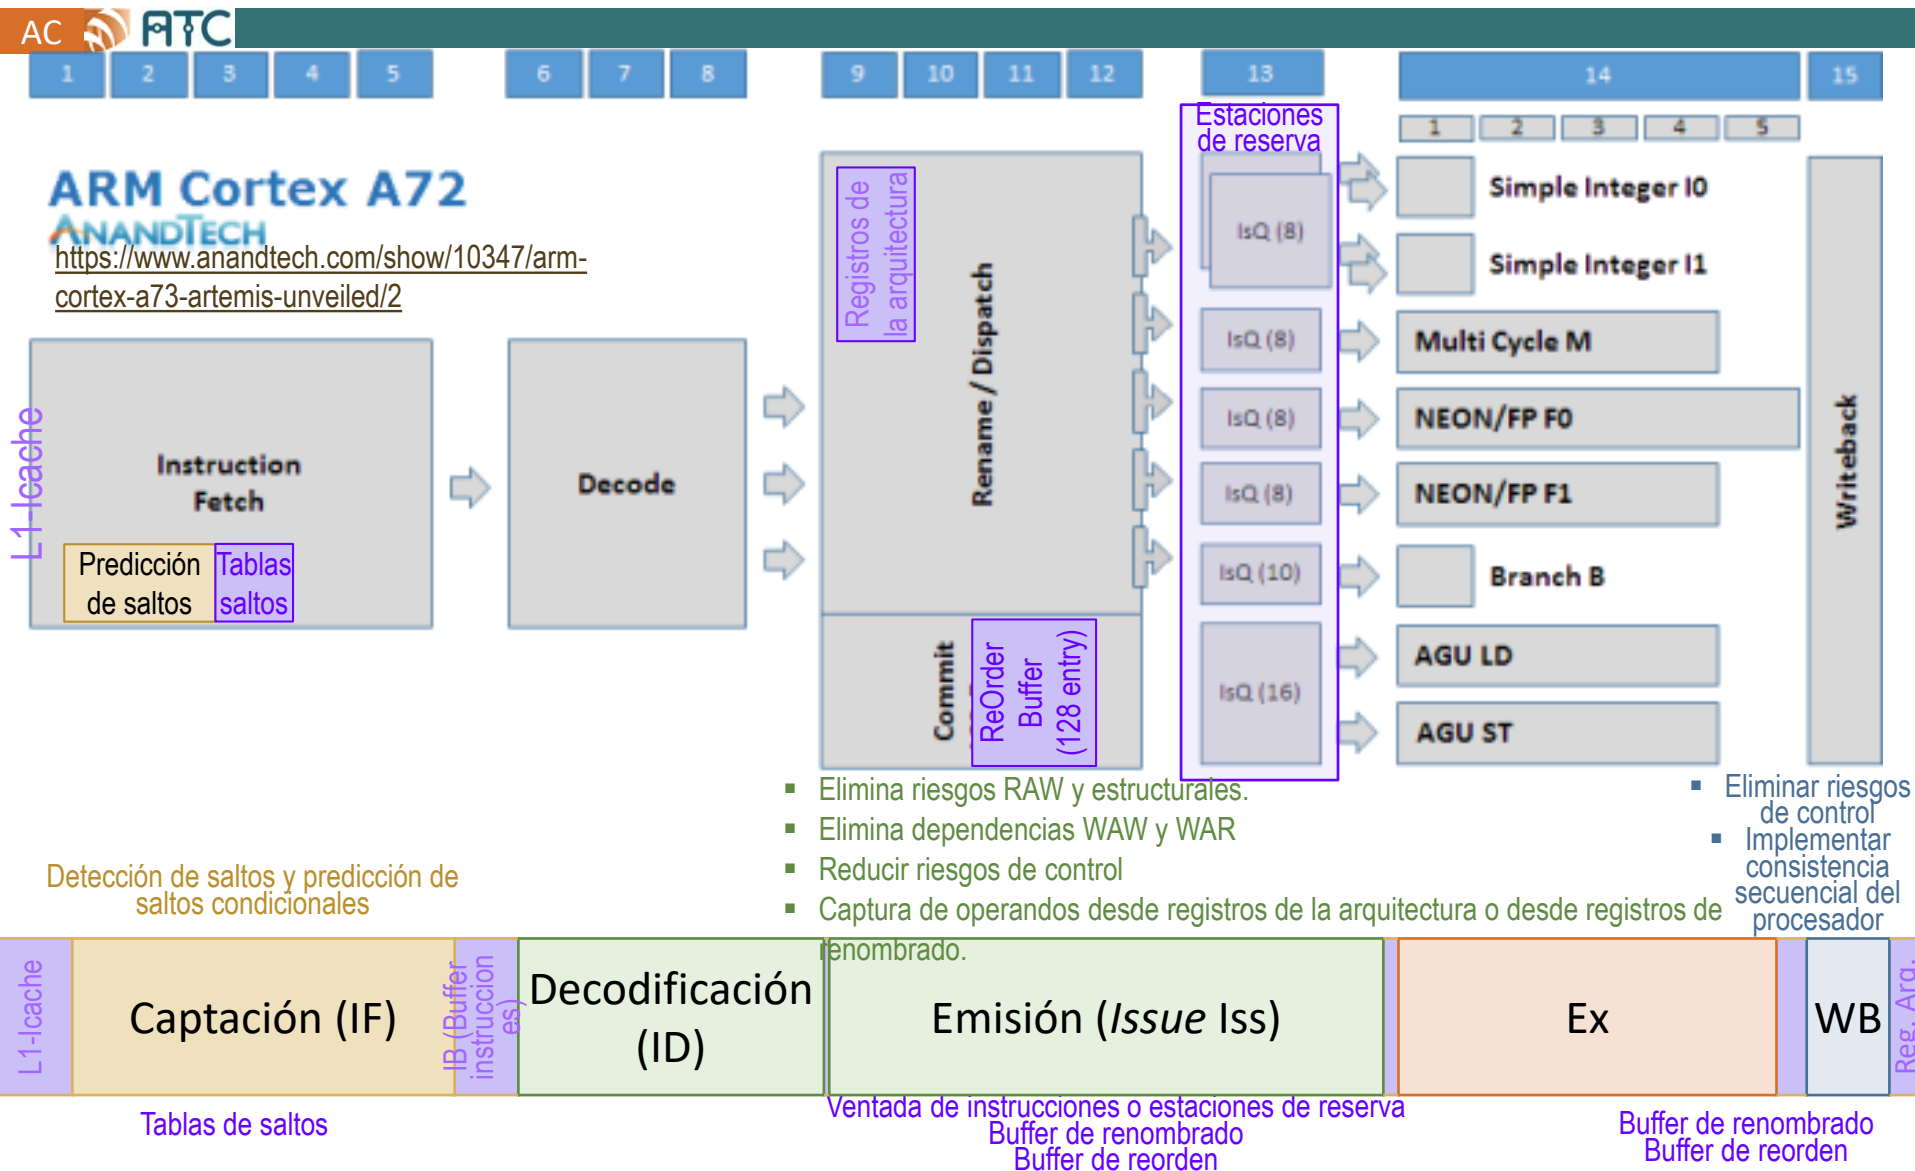 AC ATC
1 2 3 4 5 6 7 8 9 10 11 12 13 14 15
1 2 3 4 5
Estaciones
de reserva
ARM Cortex A72
ANANDTECH
https://www.anandtech.com/show/10347/arm-
cortex-a73-artemis-unveiled/2
L1-Icache
Instruction
Fetch
Predicción
de saltos
Tablas
saltos
Decode
Registros de
la arquitectura
Rename / Dispatch
Commit
ReOrder
Buffer
(128 entry)
IsQ (8)
IsQ (8)
IsQ (8)
IsQ (8)
IsQ (10)
IsQ (16)
Simple Integer I0
Simple Integer I1
Multi Cycle M
NEON/FP F0
NEON/FP F1
Branch B
AGU LD
AGU ST
Writeback
▪ Elimina riesgos RAW y estructurales.
▪ Elimina dependencias WAW y WAR
▪ Reducir riesgos de control
▪ Captura de operandos desde registros de la arquitectura o desde registros de
renombrado.
▪ Eliminar riesgos
de control
▪ Implementar
consistencia
secuencial del
procesador
Detección de saltos y predicción de
saltos condicionales
L1-Icache
Captación (IF)
IB (Buffer
instruccion
es)
Decodificación
(ID)
Emisión (Issue Iss)
Ex
WB
Reg. Arq.
Tablas de saltos
Ventada de instrucciones o estaciones de reserva
Buffer de renombrado
Buffer de reorden
Buffer de renombrado
Buffer de reorden